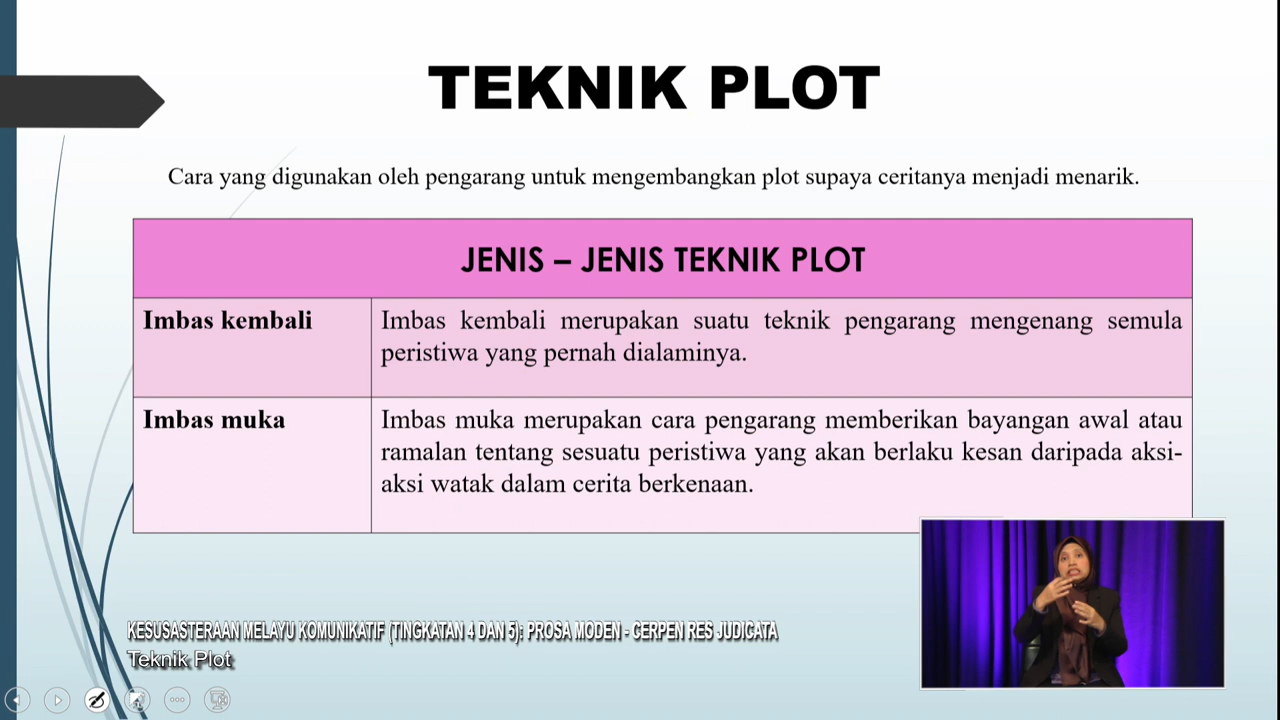 TEKNIK PLOT
Cara yang digunakan oleh pengarang untuk mengembangkan plot supaya ceritanya menjadi menarik.
JENIS – JENIS TEKNIK PLOT
Imbas kembali
Imbas kembali merupakan suatu teknik pengarang mengenang semula
peristiwa yang pernah dialaminya.
Imbas muka
Imbas muka merupakan cara pengarang memberikan bayangan awal atau
ramalan tentang sesuatu peristiwa yang akan berlaku kesan daripada aksi-
aksi watak dalam cerita berkenaan.
KESUSASTERAAN MELAYU KOMUNIKATIF (TINGKATAN 4 DAN 5): PROSA MODEN - CERPEN RES JUDICATA
Teknik Plot